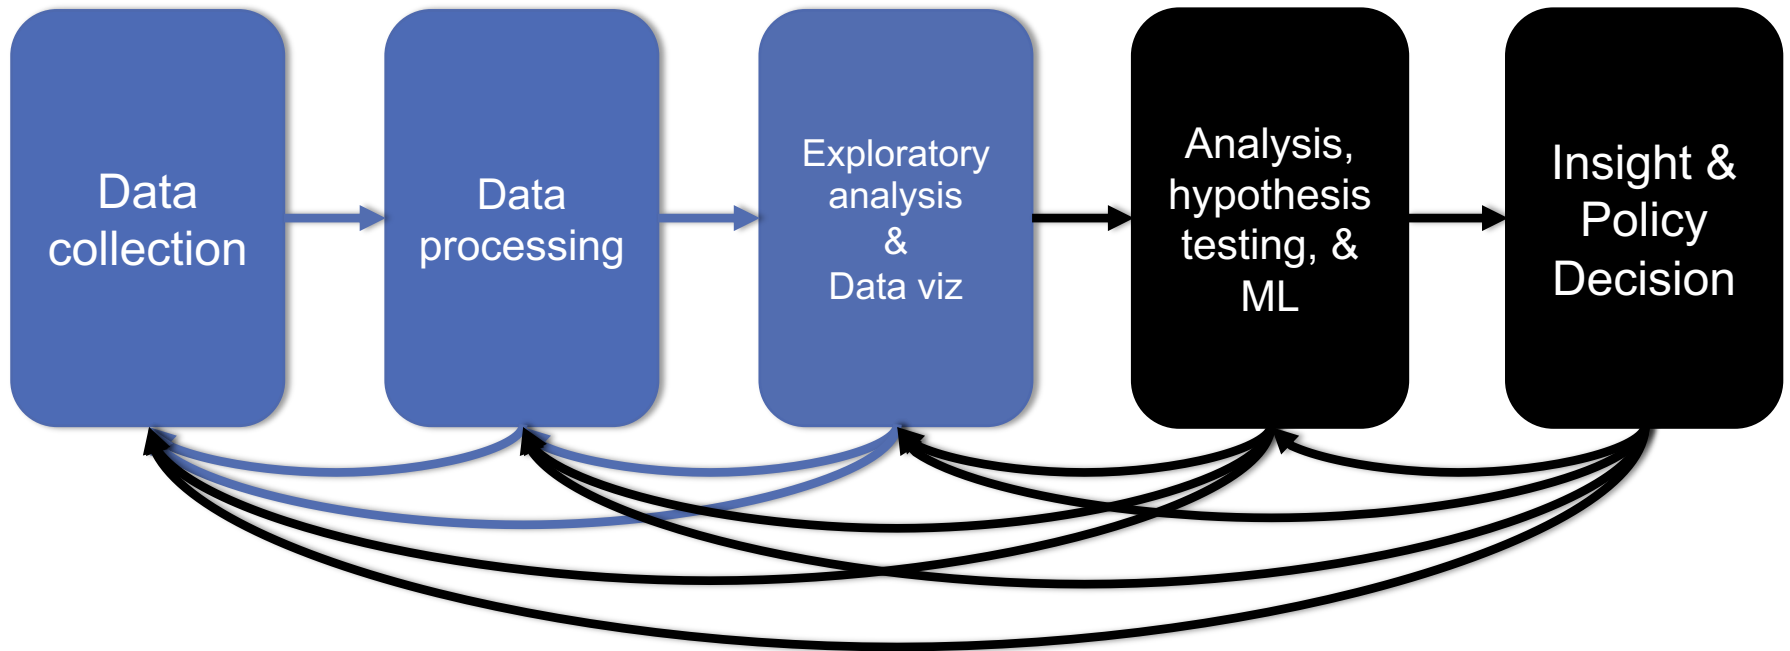 Data
collection
Data
processing
Exploratory
analysis
&
Data viz
Analysis,
hypothesis
testing, &
ML
Insight &
Policy
Decision